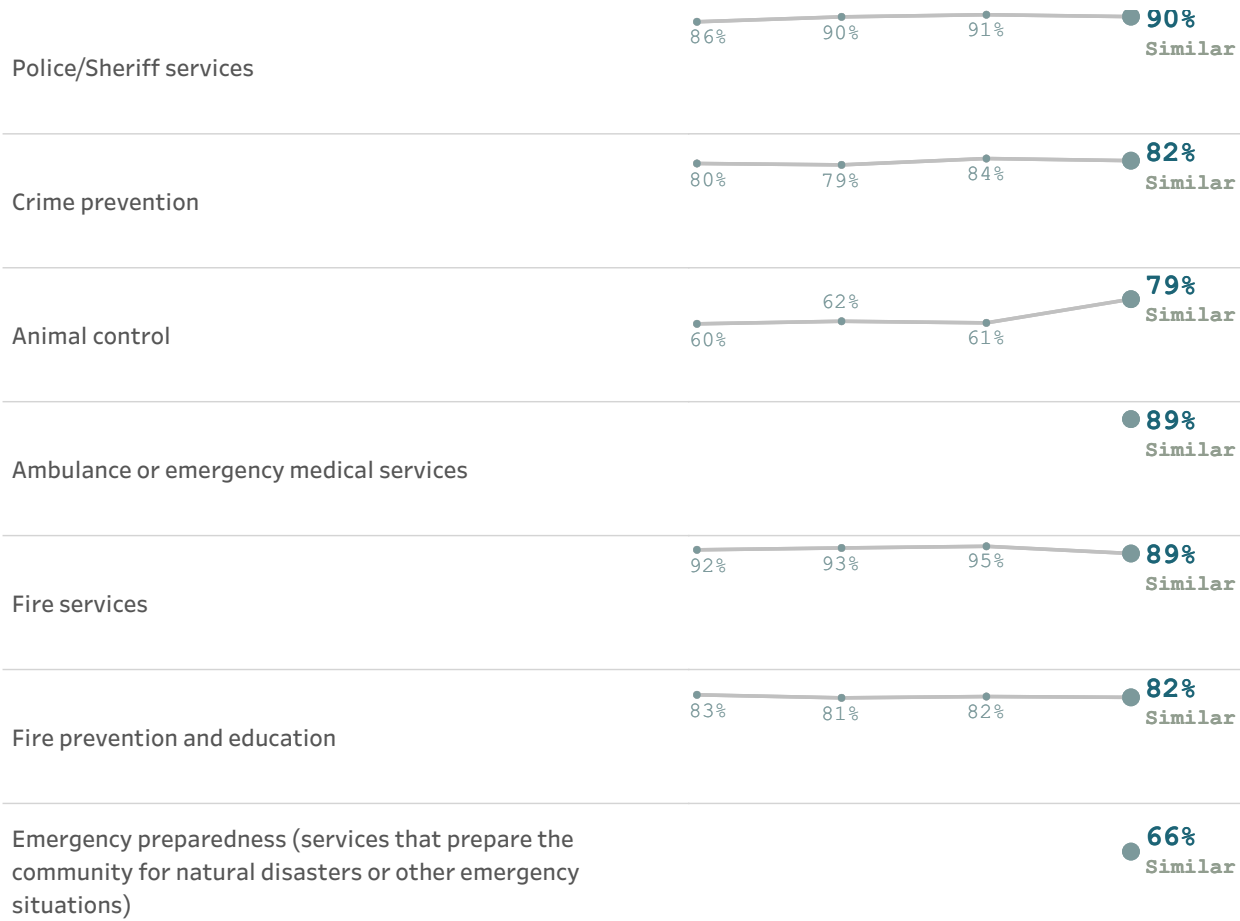 90%
86%
90%
91%
Similar
Police/Sheriff services
82%
80%
79%
84%
Similar
Crime prevention
79%
62%
Similar
Animal control
60%
61%
89%
Similar
Ambulance or emergency medical services
89%
92%
93%
95%
Similar
Fire services
82%
83%
81%
82%
Similar
Fire prevention and education
Emergency preparedness (services that prepare the
community for natural disasters or other emergency
situations)
66%
Similar